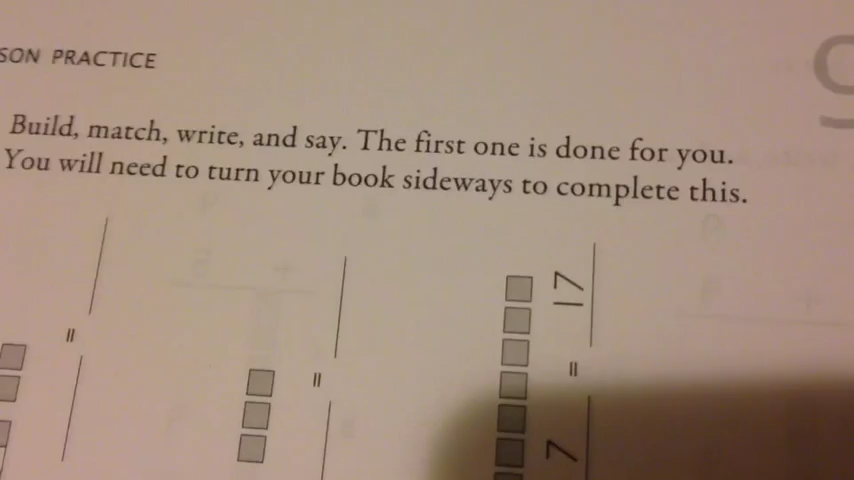 SON PRACTICE
Build, match, write, and say. The first one is done for you.
You will need to turn your book sideways to complete this.
=
=
7 = 17